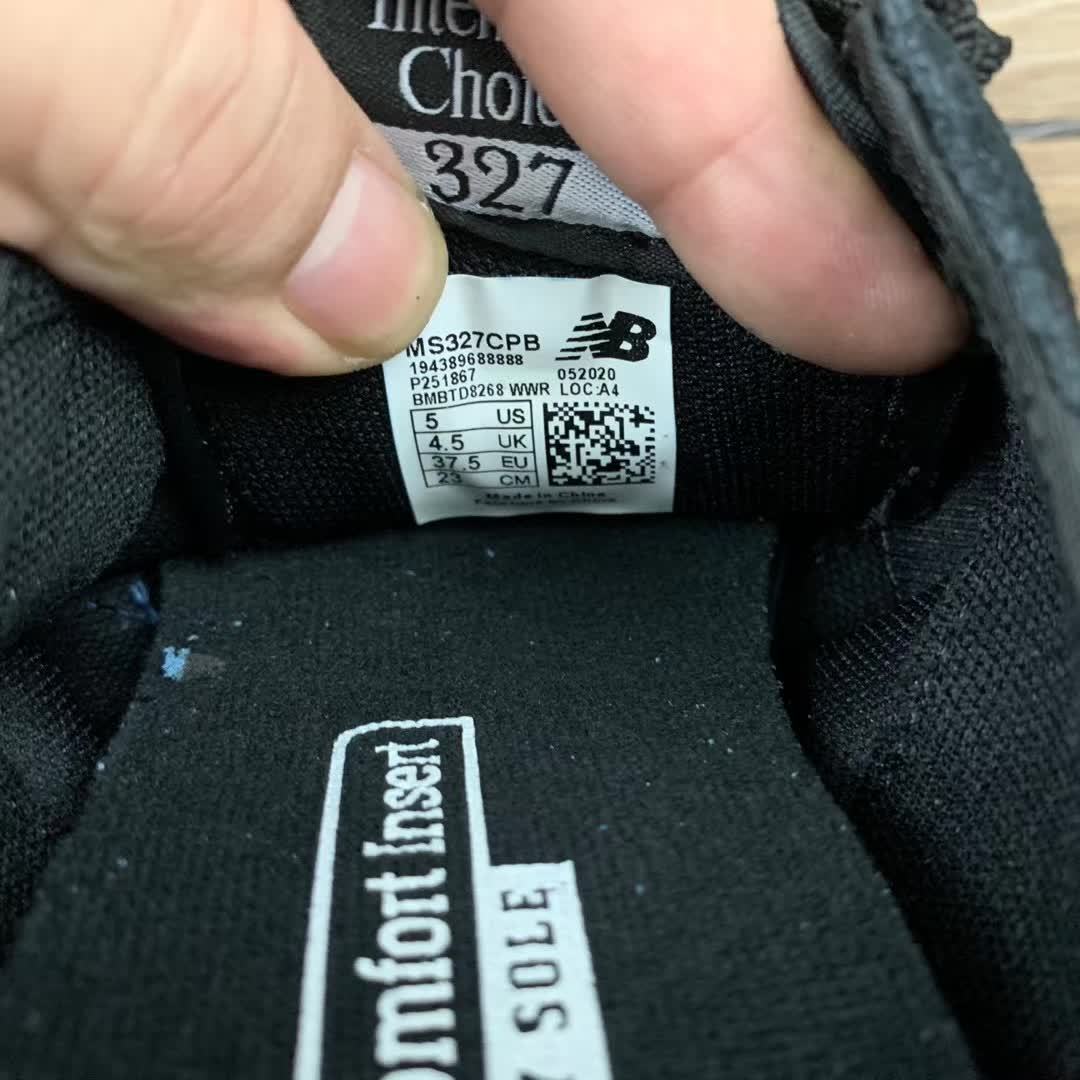 Choi
327
MS327CPB
NB
194389688888
P251867 052020
BMBTD8268 WWR LOC:A4
5 US
4.5 UK
37.5 EU
23 CM
Made in China
omfort Insert
SOLE